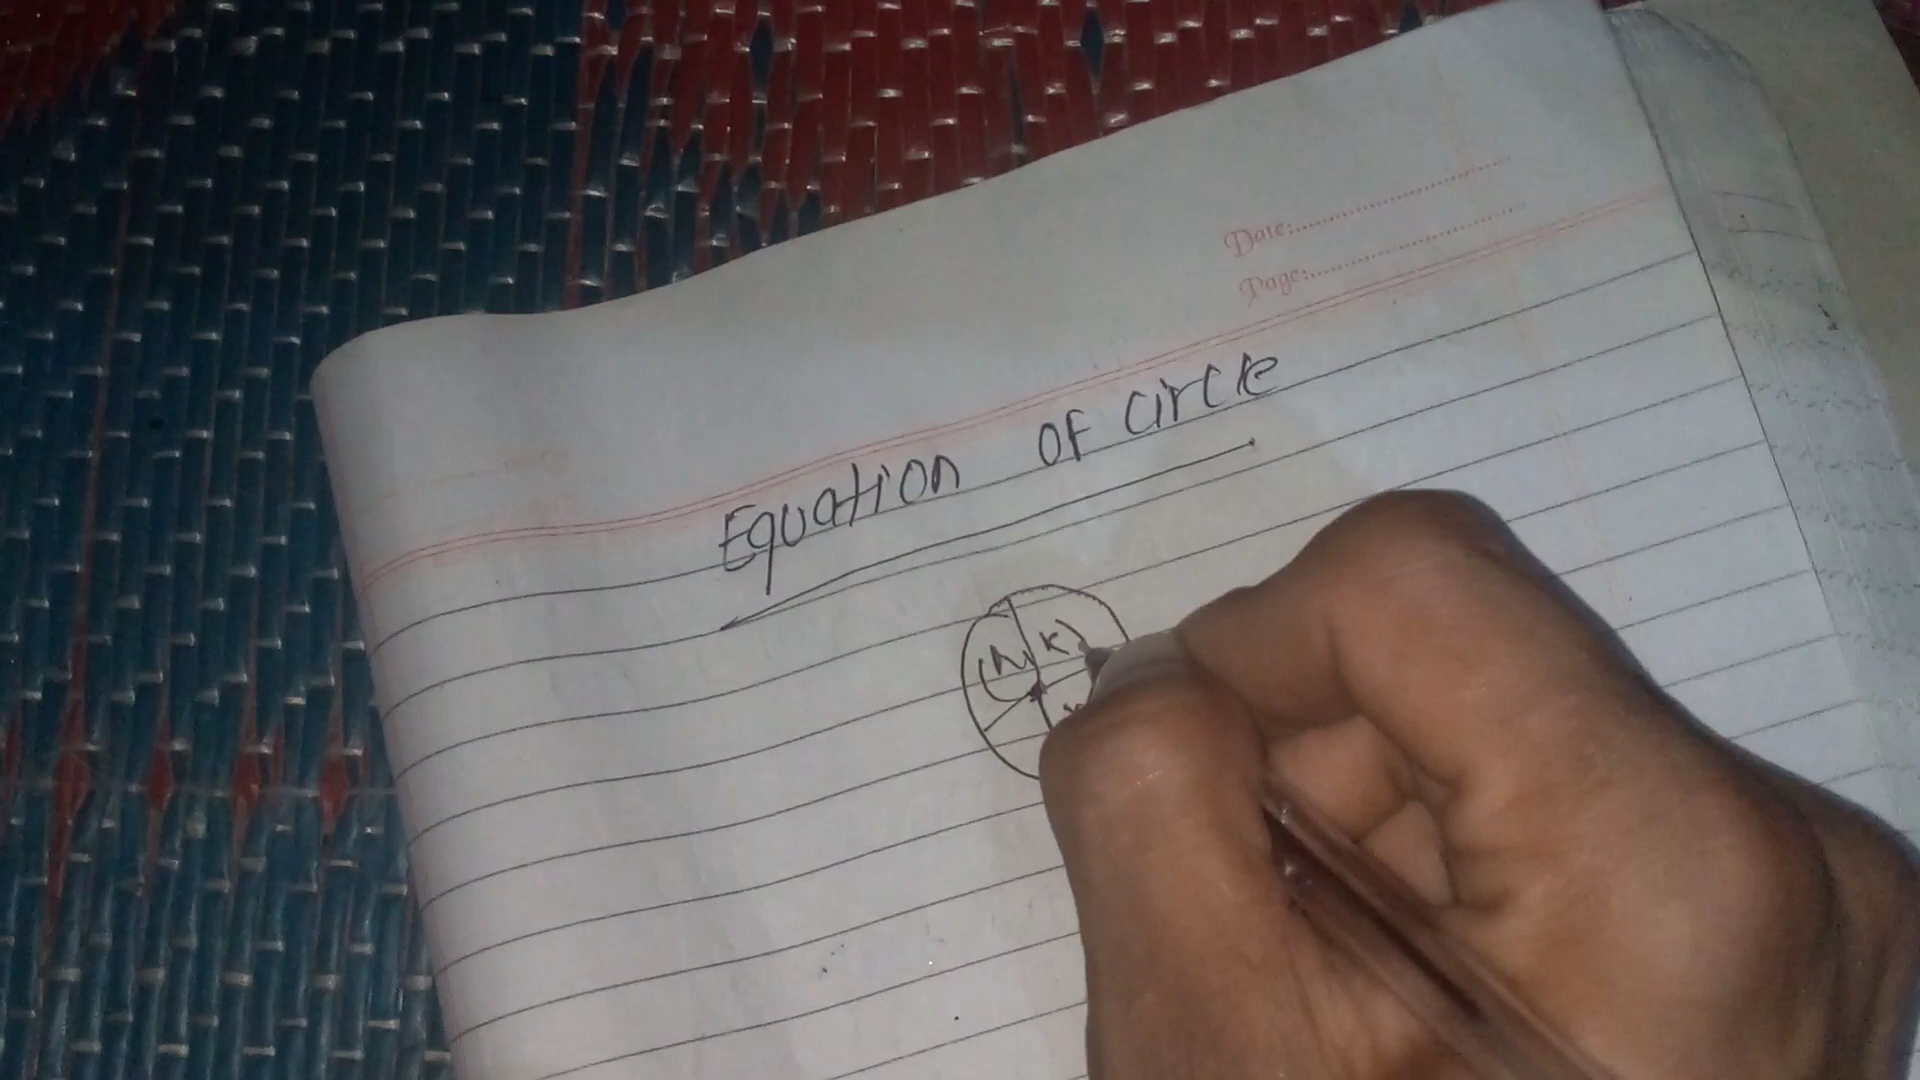 Date:
Page:
Equation OF Circle
(h, k)